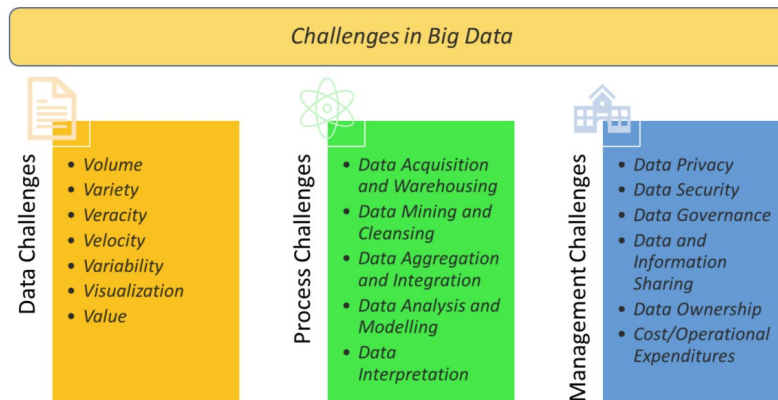 Challenges in Big Data
Data Challenges
• Volume
• Variety
• Veracity
• Velocity
• Variability
• Visualization
• Value
Process Challenges
• Data Acquisition
and Warehousing
• Data Mining and
Cleansing
• Data Aggregation
and Integration
• Data Analysis and
Modelling
• Data
Interpretation
Management Challenges
• Data Privacy
• Data Security
• Data Governance
• Data and
Information
Sharing
• Data Ownership
• Cost/Operational
Expenditures